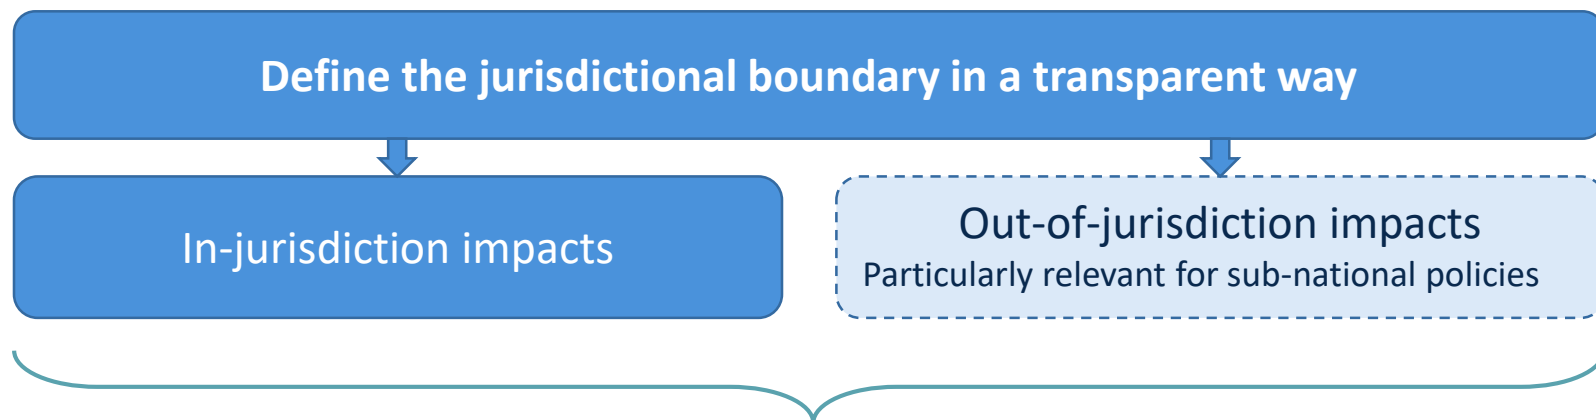 Define the jurisdictional boundary in a transparent way
In-jurisdiction impacts
Out-of-jurisdiction impacts
Particularly relevant for sub-national policies